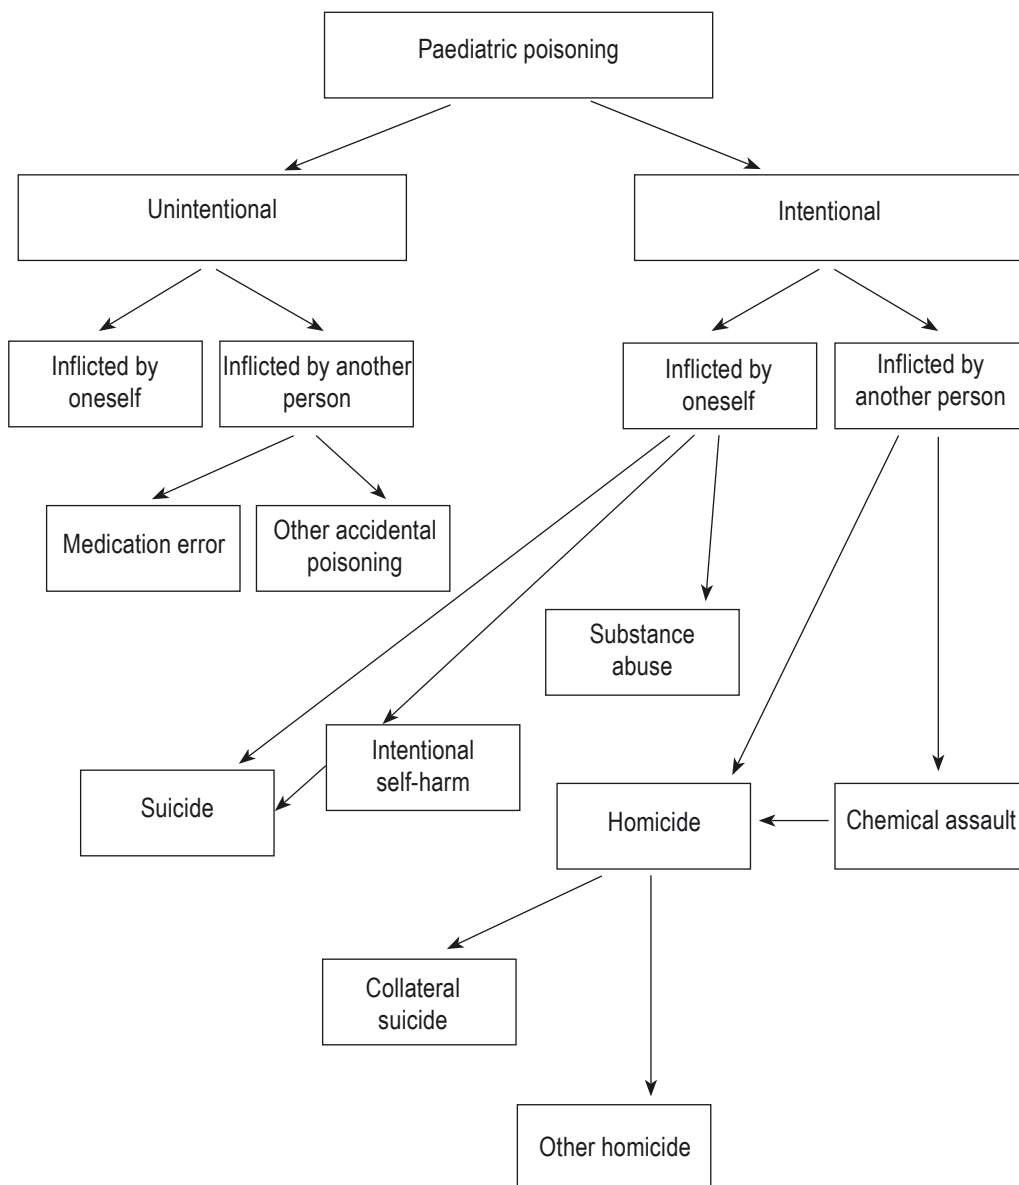 Paediatric poisoning
Unintentional
Intentional
Inflicted by
oneself
Inflicted by another
person
Inflicted by
oneself
Inflicted by
another person
Medication error
Other accidental
poisoning
Substance
abuse
Intentional
self-harm
Suicide
Homicide
Chemical assault
Collateral
suicide
Other homicide